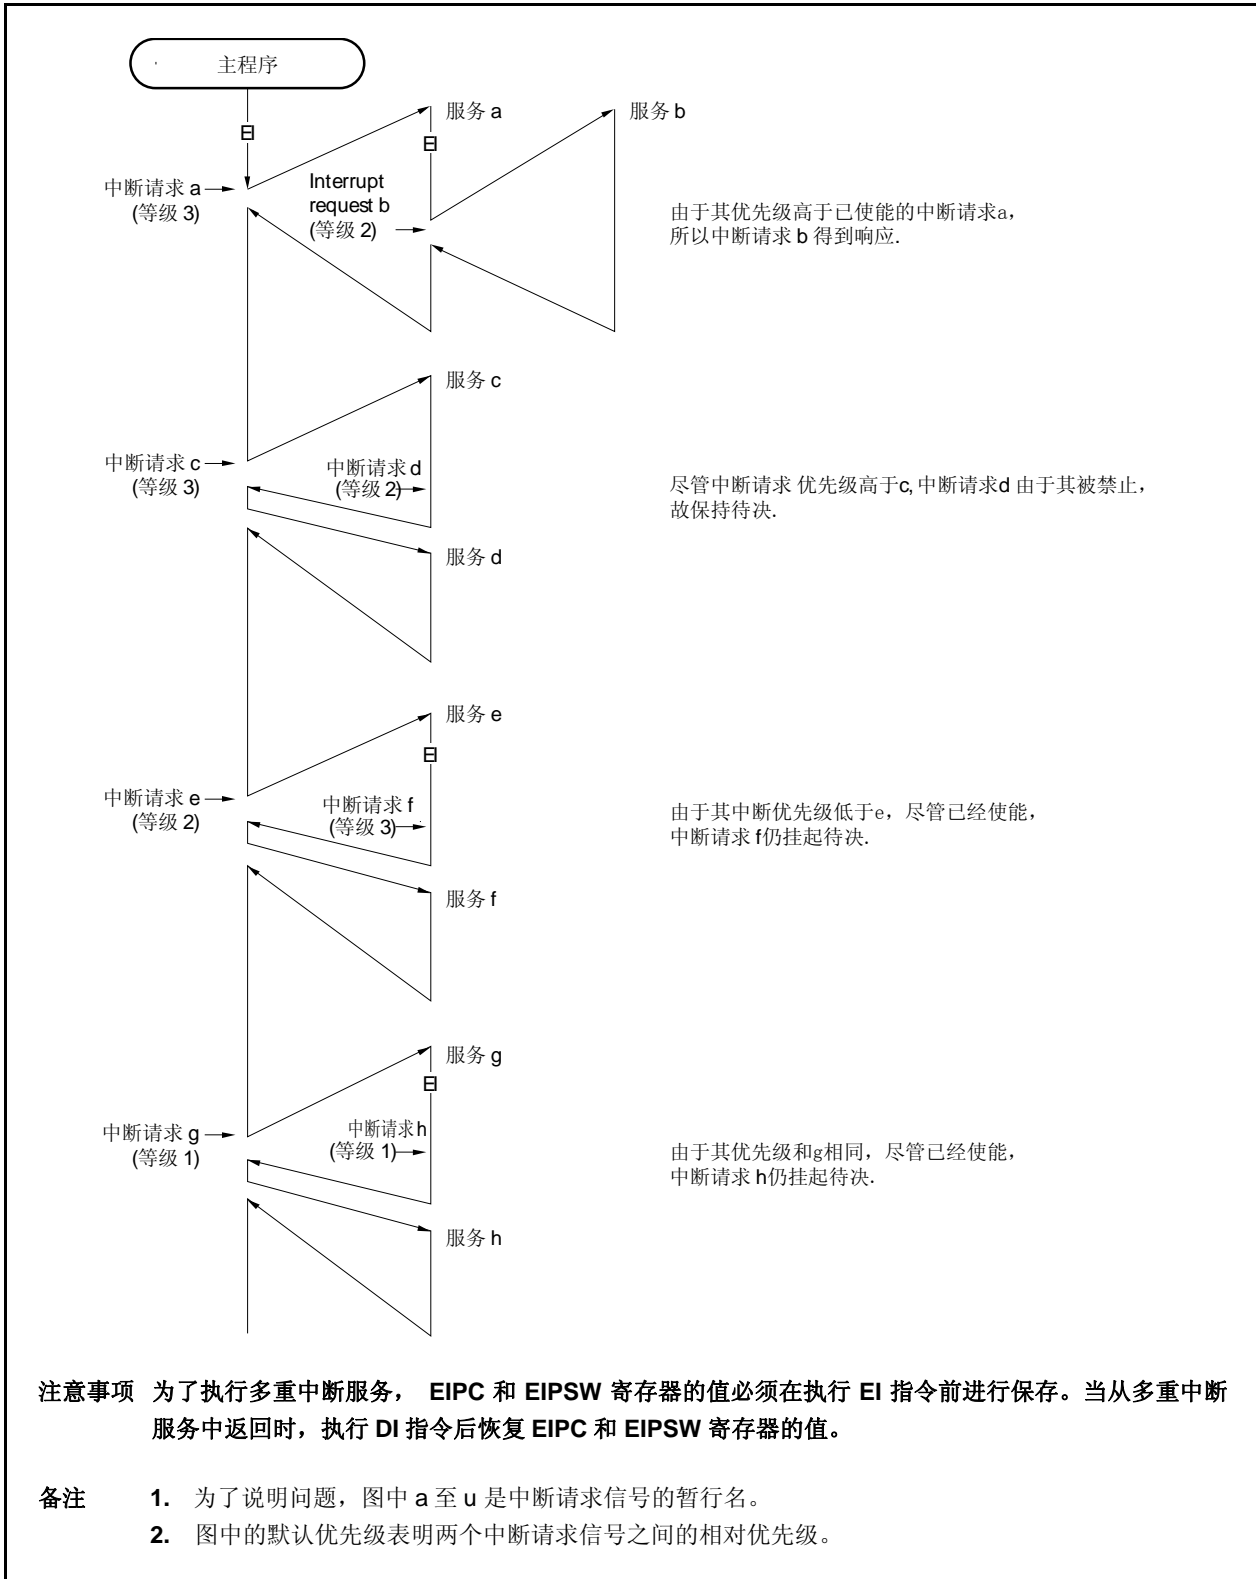 主程序
EI
服务 a
EI
服务 b
中断请求 a
(等级 3)
Interrupt
request b
(等级 2)
由于其优先级高于已使能的中断请求a,
所以中断请求 b 得到响应.
服务 c
中断请求 c
(等级 3)
中断请求 d
(等级 2)
尽管中断请求 优先级高于c, 中断请求d 由于其被禁止,
故保持待决.
服务 d
服务 e
EI
中断请求 e
(等级 2)
中断请求 f
(等级 3)
由于其中断优先级低于e, 尽管已经使能,
中断请求 f仍挂起待决.
服务 f
服务 g
EI
中断请求 g
(等级 1)
中断请求 h
(等级 1)
由于其优先级和g相同, 尽管已经使能,
中断请求 h仍挂起待决.
服务 h
注意事项 为了执行多重中断服务, EIPC 和 EIPSW 寄存器的值必须在执行 EI 指令前进行保存。当从多重中断
服务中返回时,执行 DI 指令后恢复 EIPC 和 EIPSW 寄存器的值。
备注 1. 为了说明问题,图中 a 至 u 是中断请求信号的暂行名。
2. 图中的默认优先级表明两个中断请求信号之间的相对优先级。